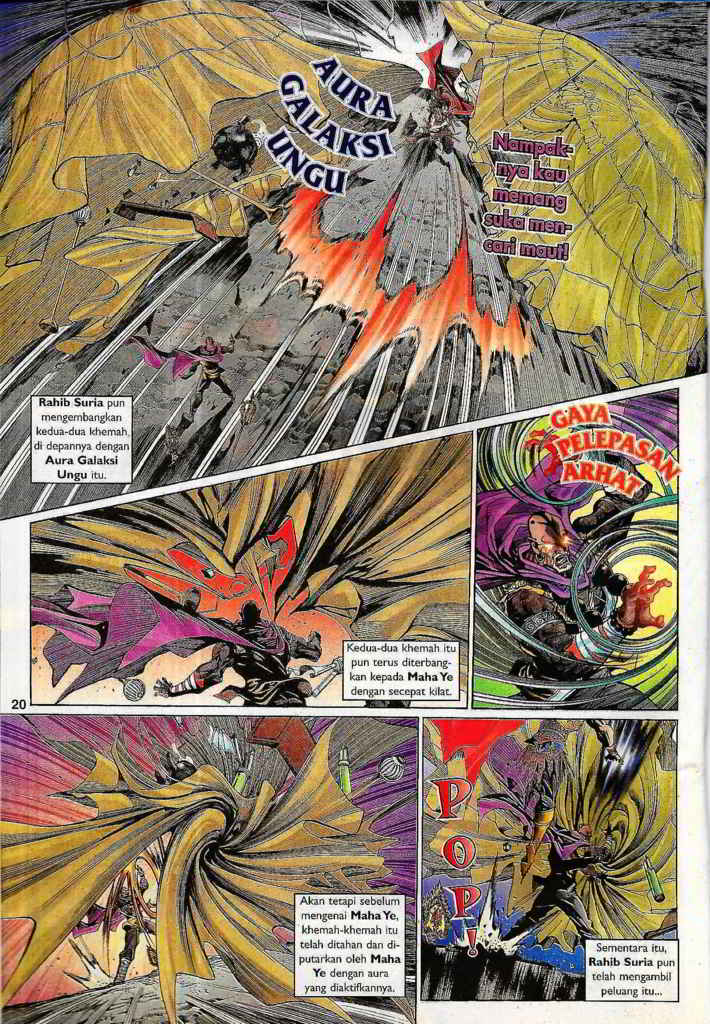 AURA
GALAKSI
UNGU
Nampak-
nya kau
memang
suka men-
cari maut!
Rahib Suria pun
mengembangkan
kedua-dua khemah,
di depannya dengan
Aura Galaksi
Ungu itu.
GAYA
PELEPASAN
ARHAT
Kedua-dua khemah itu
pun terus diterbang-
kan kepada Maha Ye
dengan secepat kilat.
20
Akan tetapi sebelum
mengenai Maha Ye,
khemah-khemah itu
telah ditahan dan di-
putarkan oleh Maha
Ye dengan aura
yang diaktifkannya.
POP!
Sementara itu,
Rahib Suria pun
telah mengambil
peluang itu...